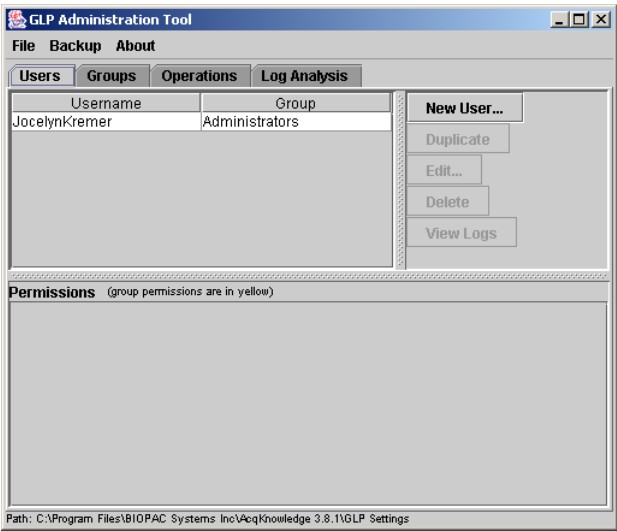 GLP Administration Tool
File Backup About
Users Groups Operations Log Analysis
Username Group
JocelynKremer Administrators
New User...
Duplicate
Edit...
Delete
View Logs
Permissions (group permissions are in yellow)
Path: C:\Program Files\BIOPAC Systems Inc\AcqKnowledge 3.8.1\GLP Settings